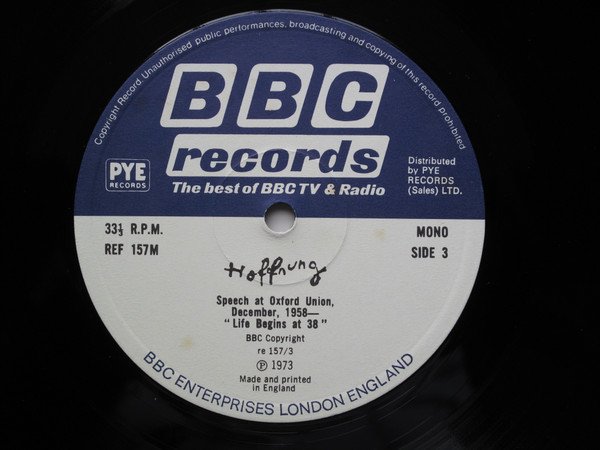 Copyright Record. Unauthorised public performances, broadcasting and copying of this record prohibited
BBC
records
The best of BBC TV & Radio
PYE
RECORDS
Distributed
by PYE
RECORDS
(Sales) LTD.
33⅓ R.P.M.
REF 157M
MONO
SIDE 3
Hoffnung
Speech at Oxford Union,
December, 1958—
"Life Begins at 38"
BBC Copyright
re 157/3
Ⓟ 1973
Made and printed
in England
BBC ENTERPRISES LONDON ENGLAND